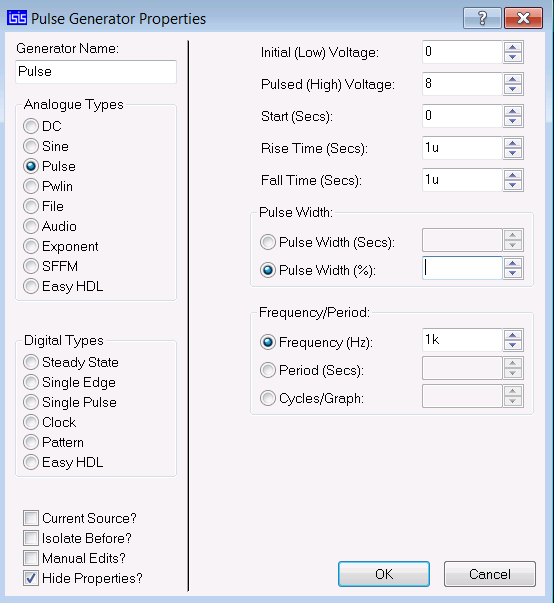 isis Pulse Generator Properties ?
Generator Name:
Pulse
Analogue Types
DC
Sine
Pulse
Pwlin
File
Audio
Exponent
SFFM
Easy HDL
Digital Types
Steady State
Single Edge
Single Pulse
Clock
Pattern
Easy HDL
Current Source?
Isolate Before?
Manual Edits?
Hide Properties?
Initial (Low) Voltage: 0
Pulsed (High) Voltage: 8
Start (Secs): 0
Rise Time (Secs): 1u
Fall Time (Secs): 1u
Pulse Width:
Pulse Width (Secs):
Pulse Width (%):
Frequency/Period:
Frequency (Hz): 1k
Period (Secs):
Cycles/Graph:
OK Cancel